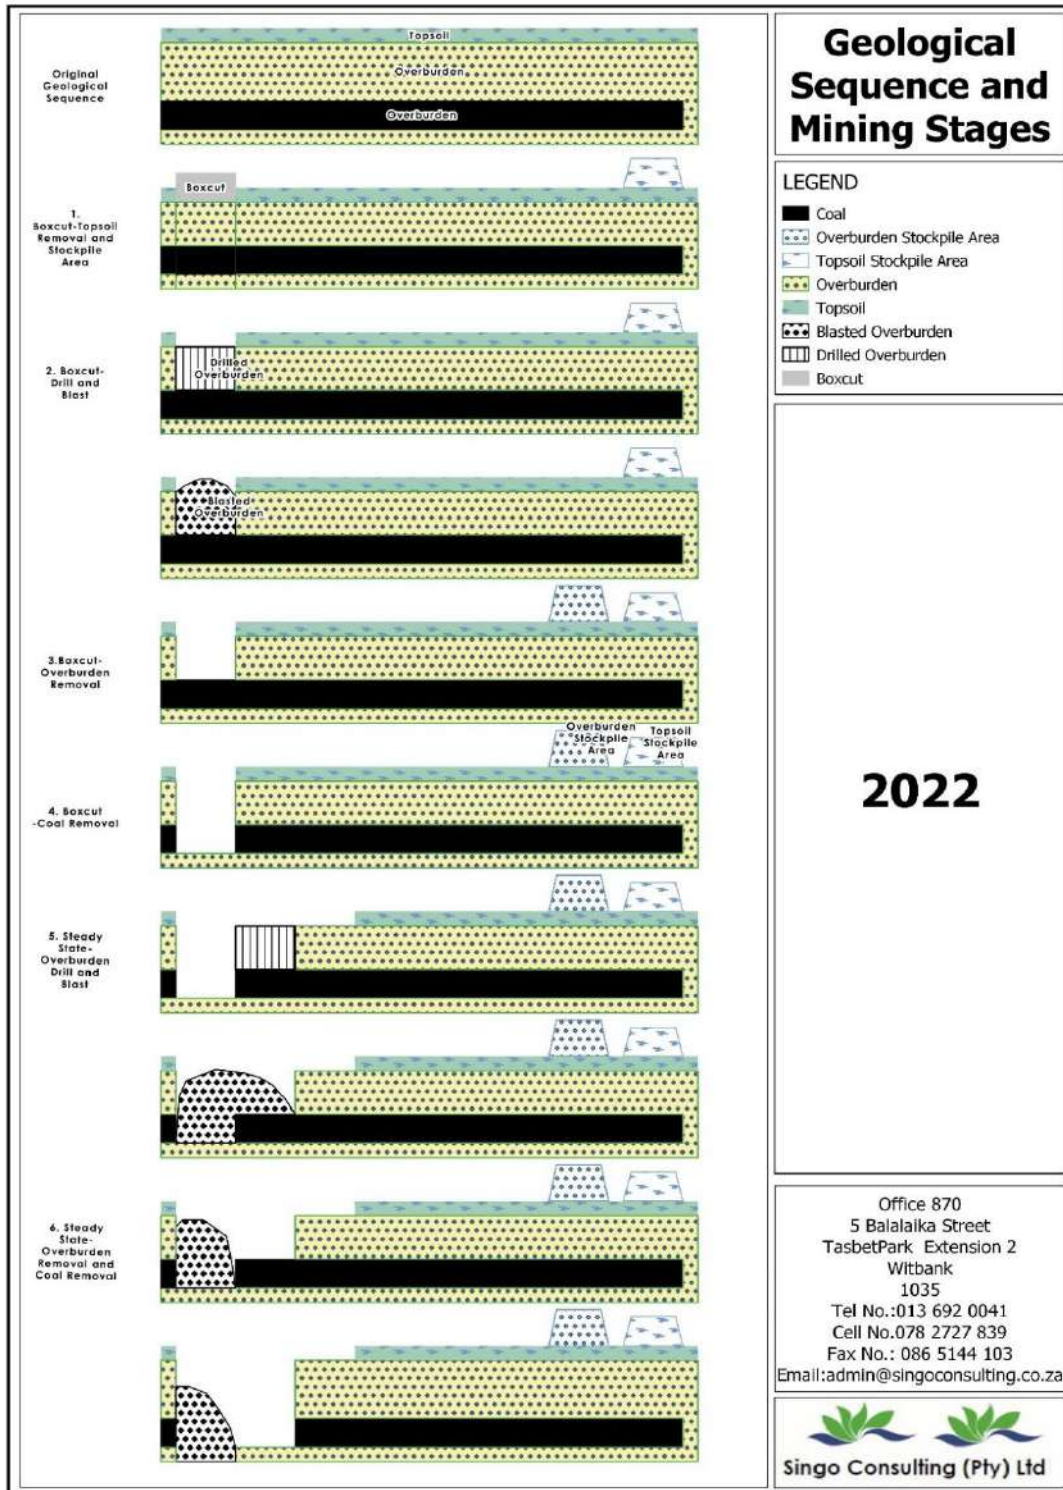 Geological
Sequence and
Mining Stages
LEGEND
Coal
Overburden Stockpile Area
Topsoil Stockpile Area
Overburden
Topsoil
Blasted Overburden
Drilled Overburden
Boxcut
2022
Office 870
5 Balalaika Street
TasbetPark Extension 2
Witbank
1035
Tel No.:013 692 0041
Cell No.078 2727 839
Fax No.: 086 5144 103
Email:admin@singoconsulting.co.za
Singo Consulting (Pty) Ltd
Original
Geological
Sequence
Topsoil
Overburden
Overburden
1.
Boxcut-Topsoil
Removal and
Stockpile
Area
Boxcut
2. Boxcut-
Drill and
Blast
Drilled
Overburden
Blasted
Overburden
3.Boxcut-
Overburden
Removal
Overburden
Stockpile
Area
Topsoil
Stockpile
Area
4. Boxcut
-Coal Removal
5. Steady
State-
Overburden
Drill and
Blast
6. Steady
State-
Overburden
Removal and
Coal Removal